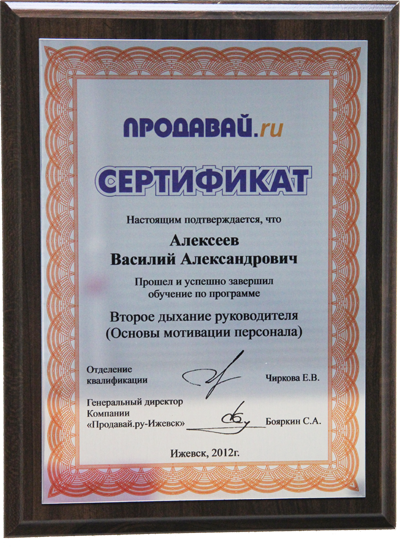 ПРОДАВАЙ.ru
СЕРТИФИКАТ
Настоящим подтверждается, что
Алексеев
Василий Александрович
Прошел и успешно завершил
обучение по программе
Второе дыхание руководителя
(Основы мотивации персонала)
Отделение
квалификации
Чиркова Е.В.
Генеральный директор
Компании
«Продавай.ру-Ижевск»
Бояркин С.А.
Ижевск, 2012г.